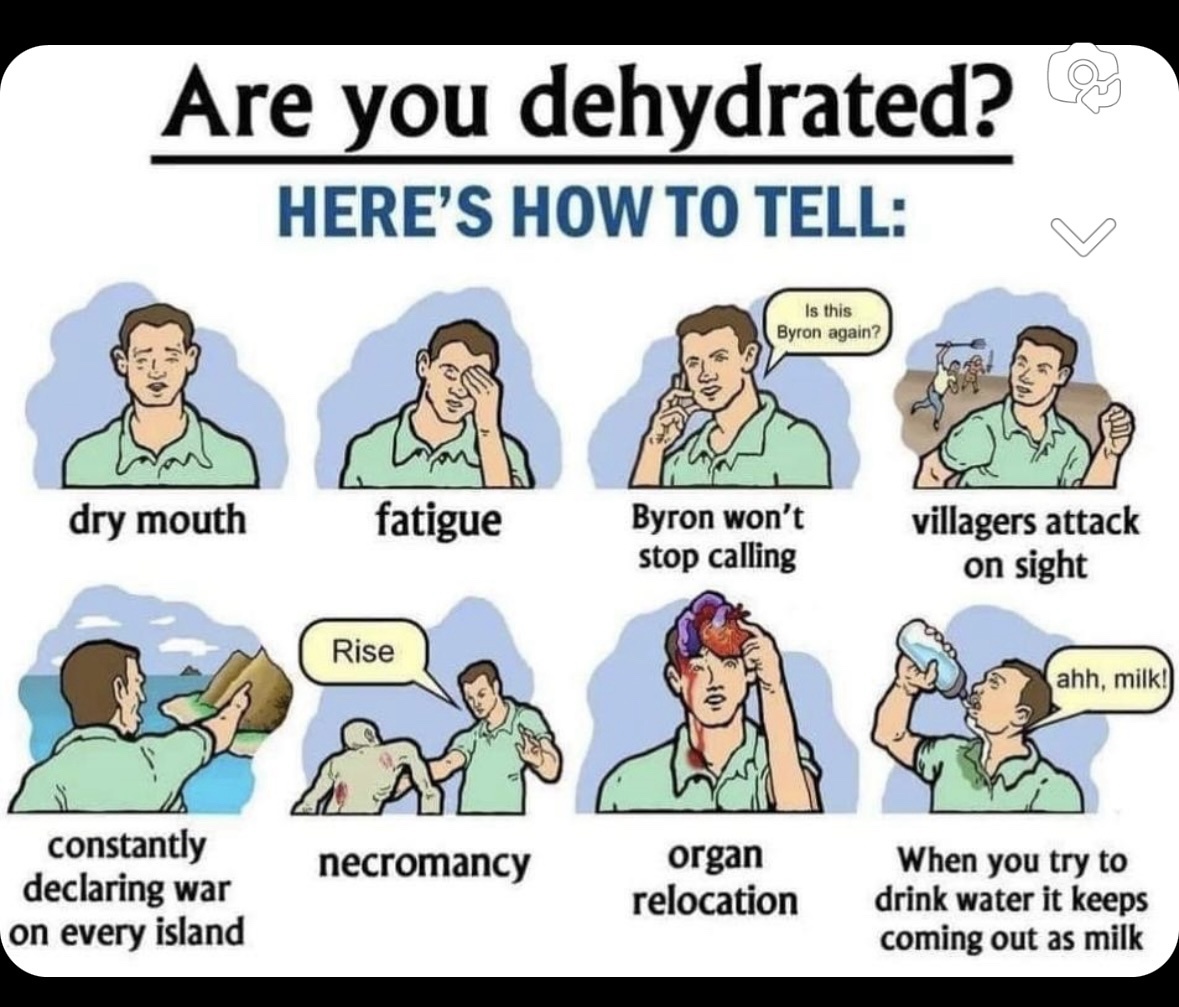 Are you dehydrated?
HERE'S HOW TO TELL:
dry mouth
fatigue
Is this
Byron again?
Byron won't
stop calling
villagers attack
on sight
constantly
declaring war
on every island
Rise
necromancy
organ
relocation
ahh, milk!
When you try to
drink water it keeps
coming out as milk